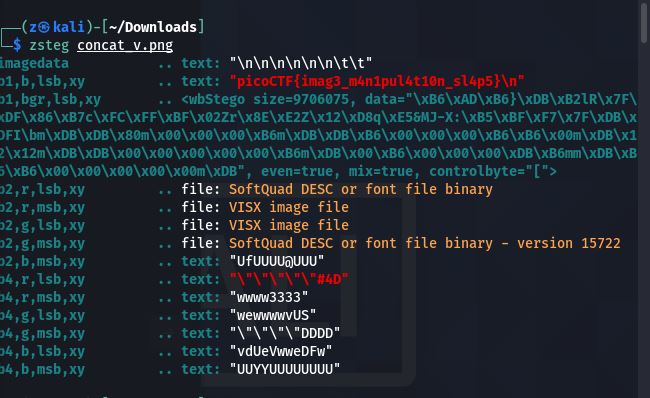 ┌──(z㉿kali)-[~/Downloads]
└─$ zsteg concat_v.png
imagedata .. text: "\n\n\n\n\n\n\t\t"
b1,b,lsb,xy .. text: "picoCTF{imag3_m4n1pul4t10n_sl4p5}\n"
b1,bgr,lsb,xy .. <wbStego size=9706075, data="\xB6\xAD\xB6}\xDB\xB2lR\x7F\
xDF\x86\xB7c\xFC\xFF\xBF\x02Zr\x8E\xE2Z\x12\xD8q\xE5&MJ-X:\xB5\xBF\xF7\x7F\xDB\x
DFI\bm\xDB\xDB\x80m\x00\x00\x00\xB6m\xDB\xDB\xB6\x00\x00\x00\xB6\xB6\x00m\xDB\x1
2\x12m\xDB\xDB\x00\x00\x00\x00\x00\xB6m\xDB\x00\xB6\x00\x00\x00\xDB\xB6mm\xDB\xB
6\xB6\x00\x00\x00\x00\x00m\xDB", even=true, mix=true, controlbyte="[">
b2,r,lsb,xy .. file: SoftQuad DESC or font file binary
b2,r,msb,xy .. file: VISX image file
b2,g,lsb,xy .. file: VISX image file
b2,g,msb,xy .. file: SoftQuad DESC or font file binary - version 15722
b2,b,msb,xy .. text: "UfUUUU@UUU"
b4,r,lsb,xy .. text: "\"\"\"\"\"#4D"
b4,r,msb,xy .. text: "wwww3333"
b4,g,lsb,xy .. text: "wewwwwvUS"
b4,g,msb,xy .. text: "\"\"\"\"DDDD"
b4,b,lsb,xy .. text: "vdUeVwweDFw"
b4,b,msb,xy .. text: "UUYYUUUUUUUU"